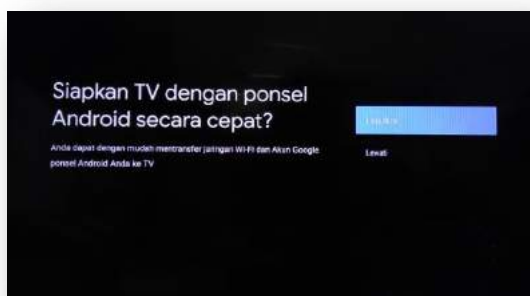 Siapkan TV dengan ponsel
Android secara cepat?
Anda dapat dengan mudah mentransfer jaringan Wi-Fi dan Akun Google
ponsel Android Anda ke TV
Lewati